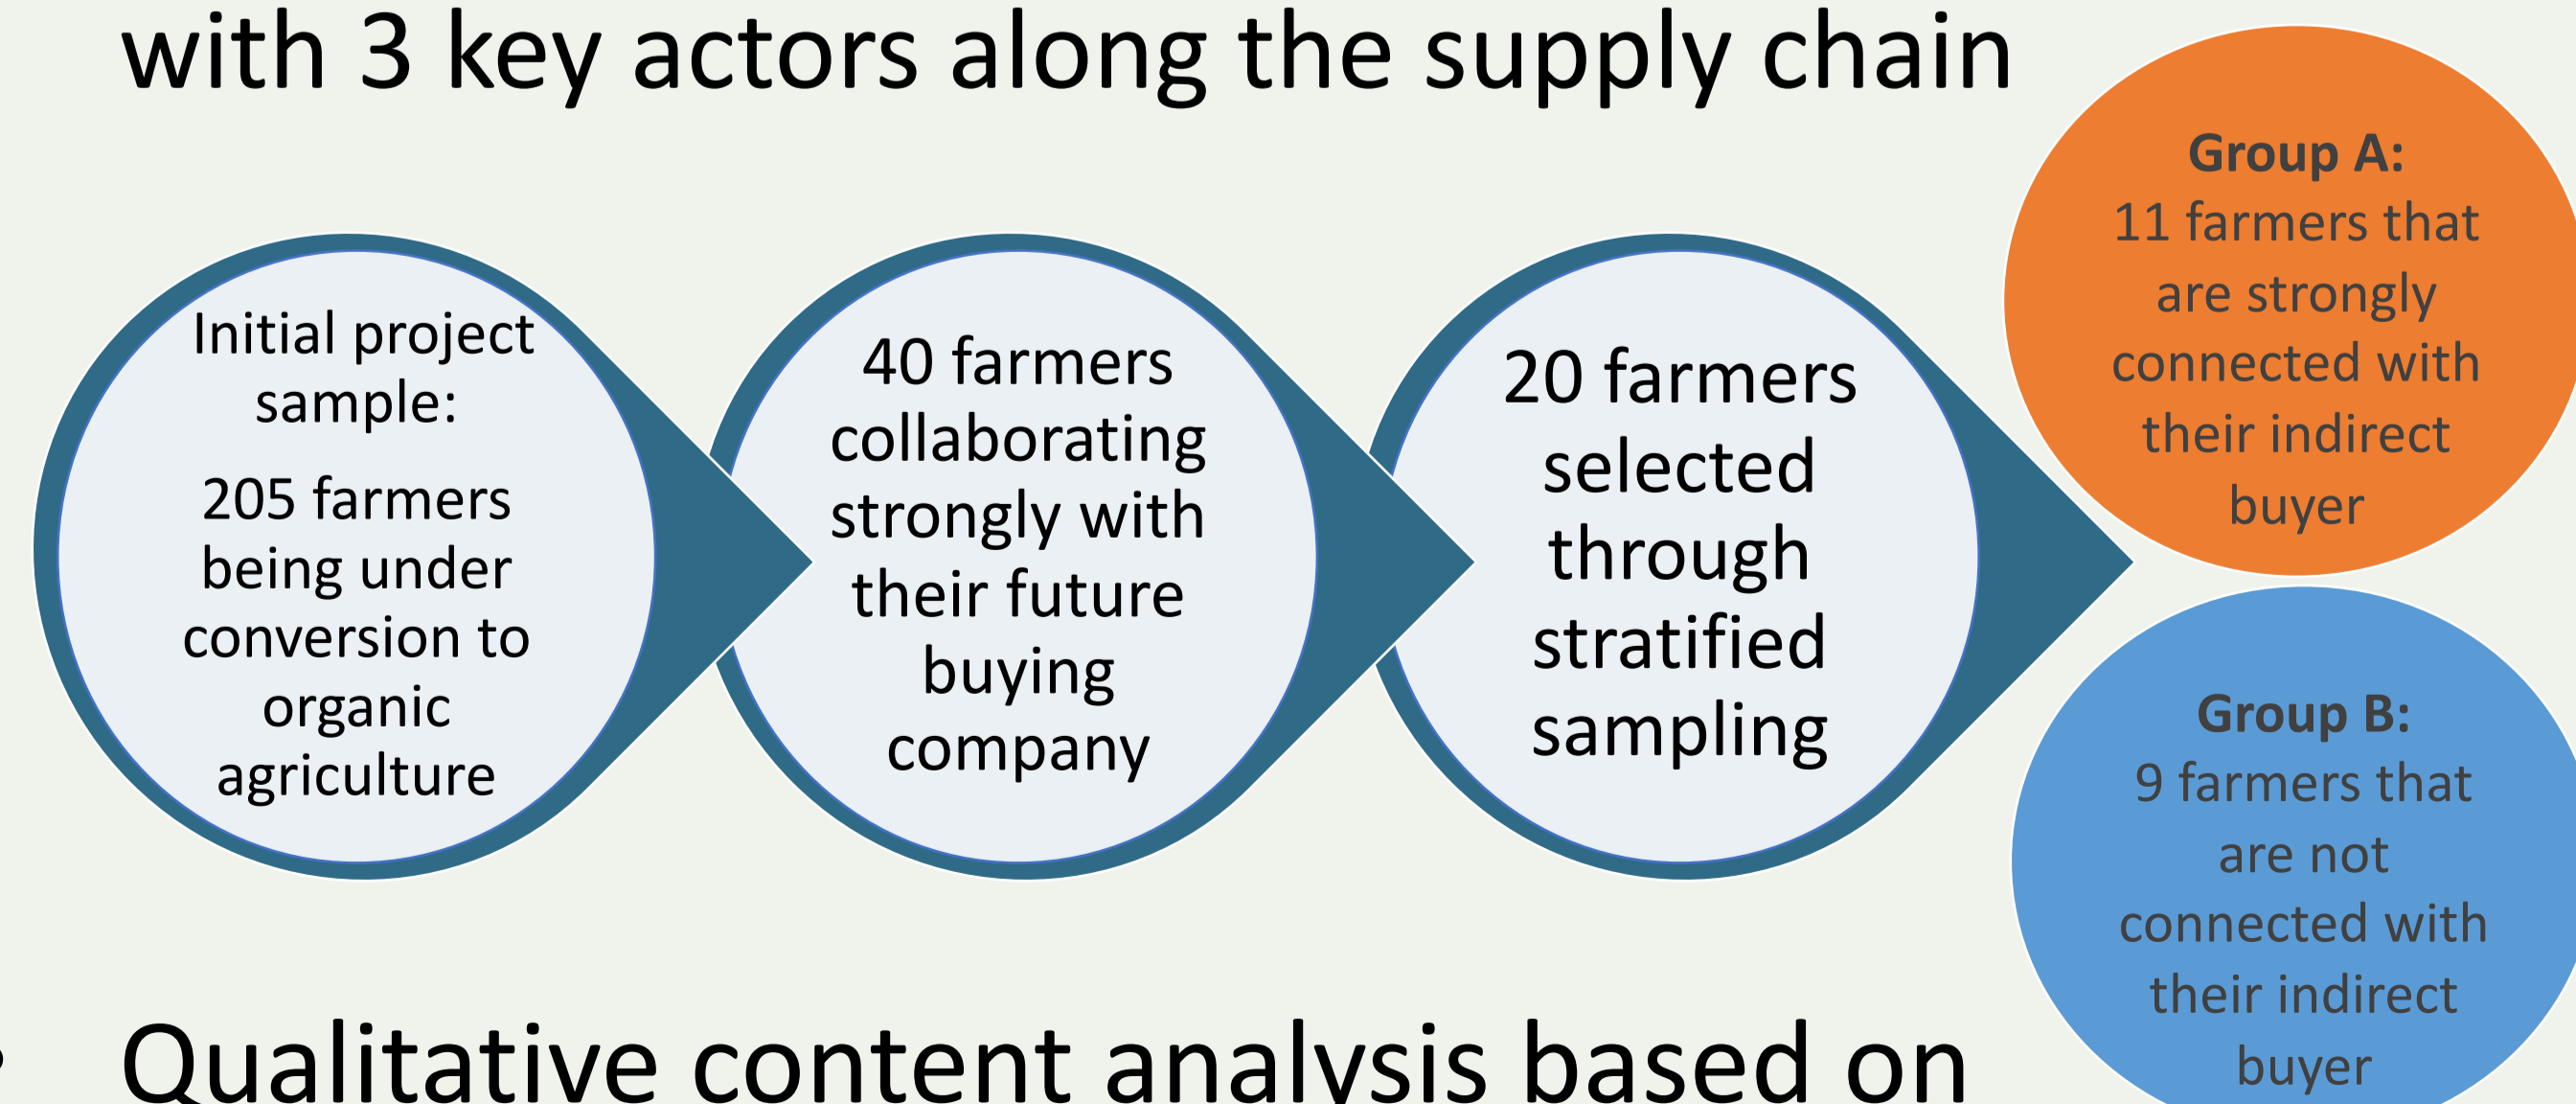 with 3 key actors along the supply chain
Initial project
sample:
205 farmers
being under
conversion to
organic
agriculture
40 farmers
collaborating
strongly with
their future
buying
company
20 farmers
selected
through
stratified
sampling
Group A:
11 farmers that
are strongly
connected with
their indirect
buyer
Group B:
9 farmers that
are not
connected with
their indirect
buyer
• Qualitative content analysis based on